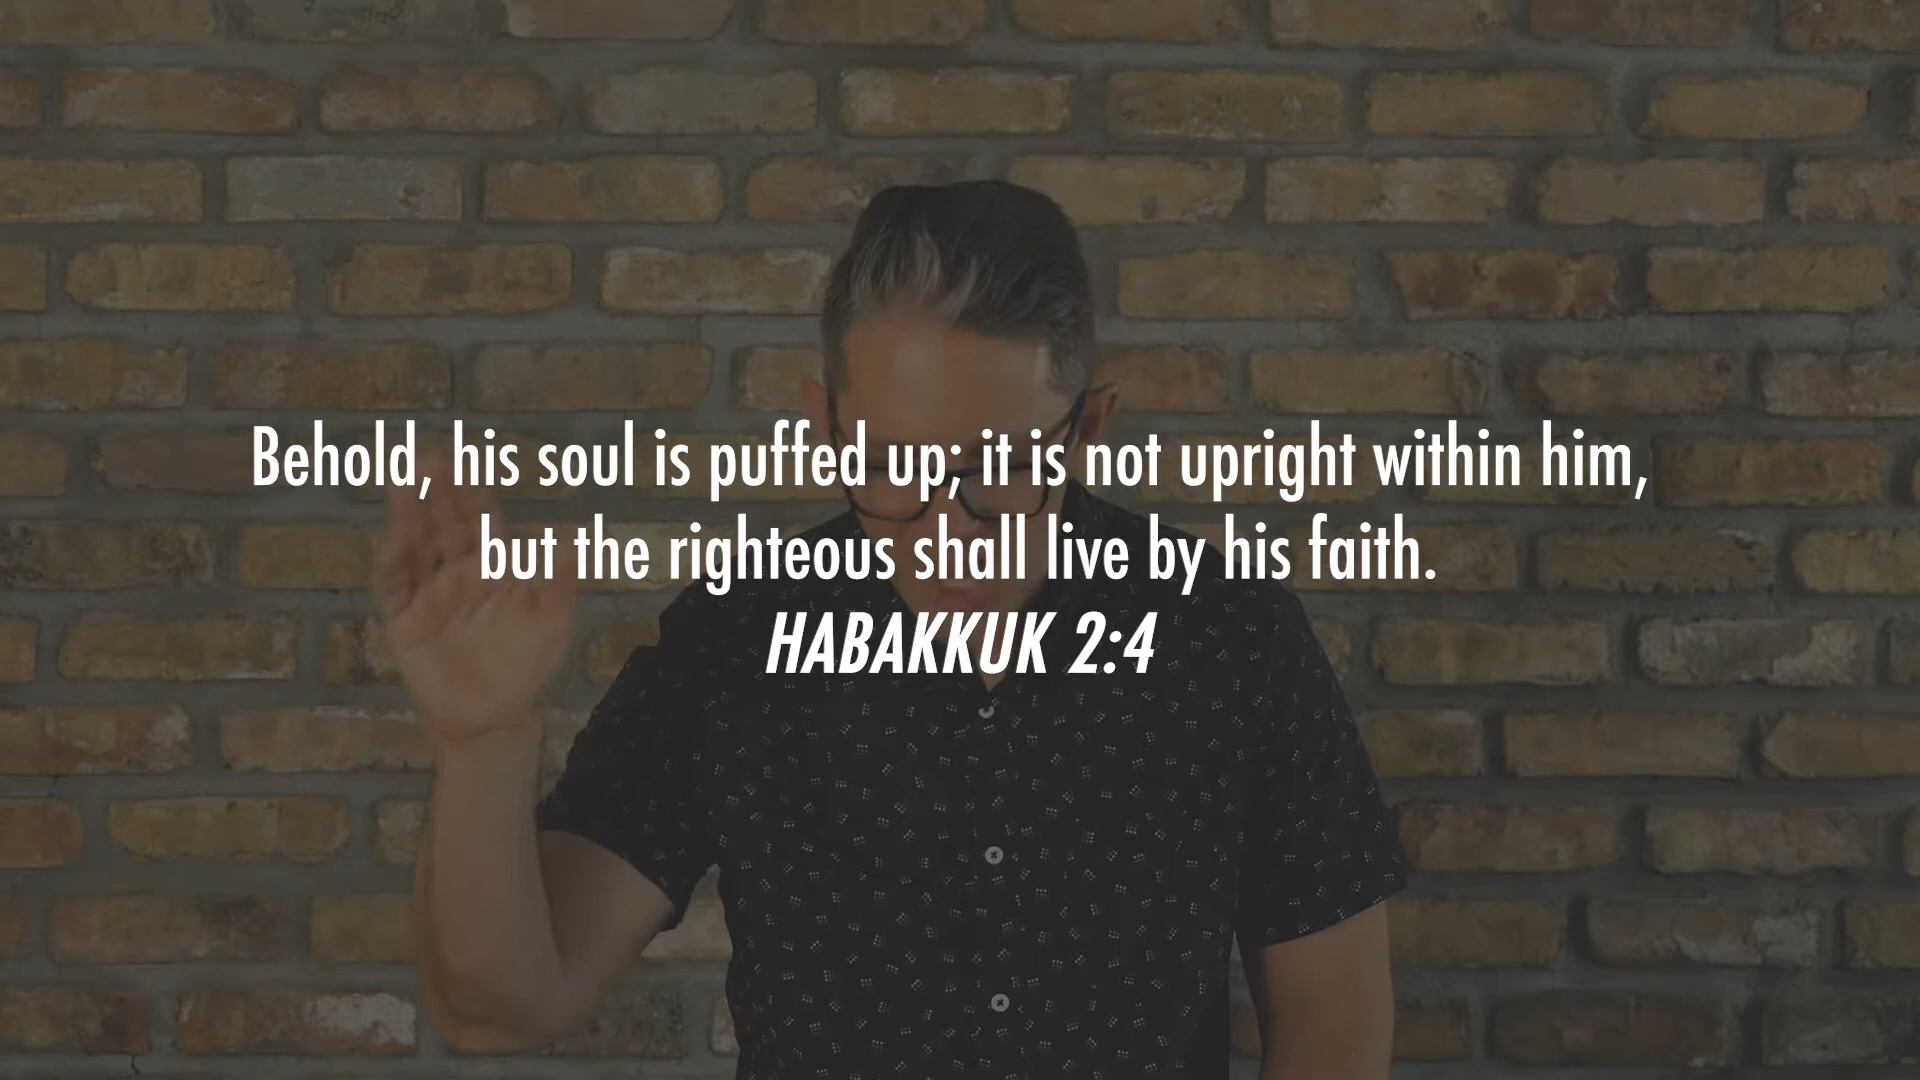 Behold, his soul is puffed up; it is not upright within him,
but the righteous shall live by his faith.
HABAKKUK 2:4